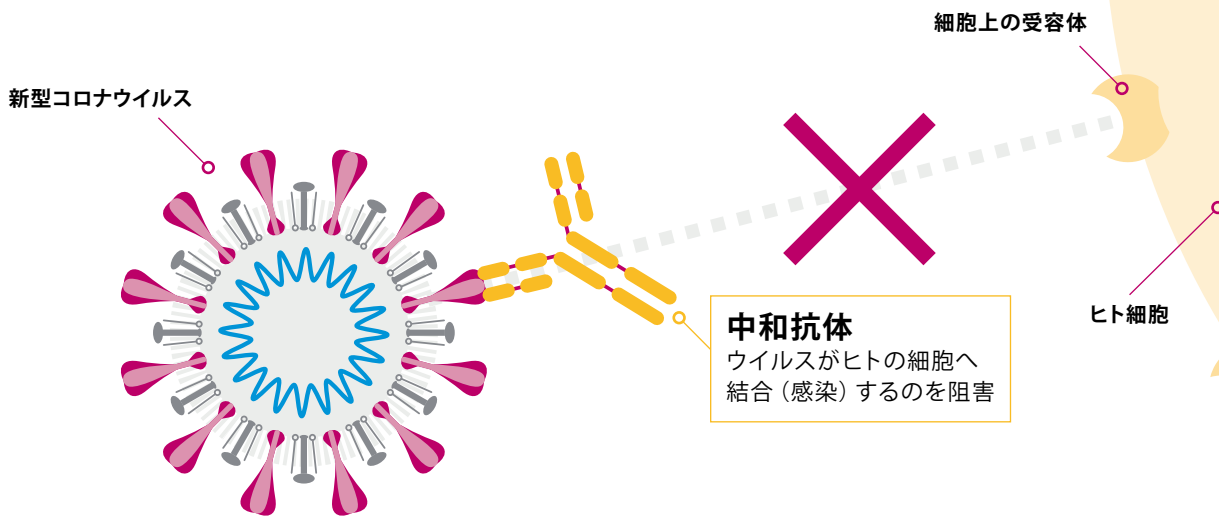 細胞上の受容体
新型コロナウイルス
中和抗体
ウイルスがヒトの細胞へ
結合（感染）するのを阻害
ヒト細胞